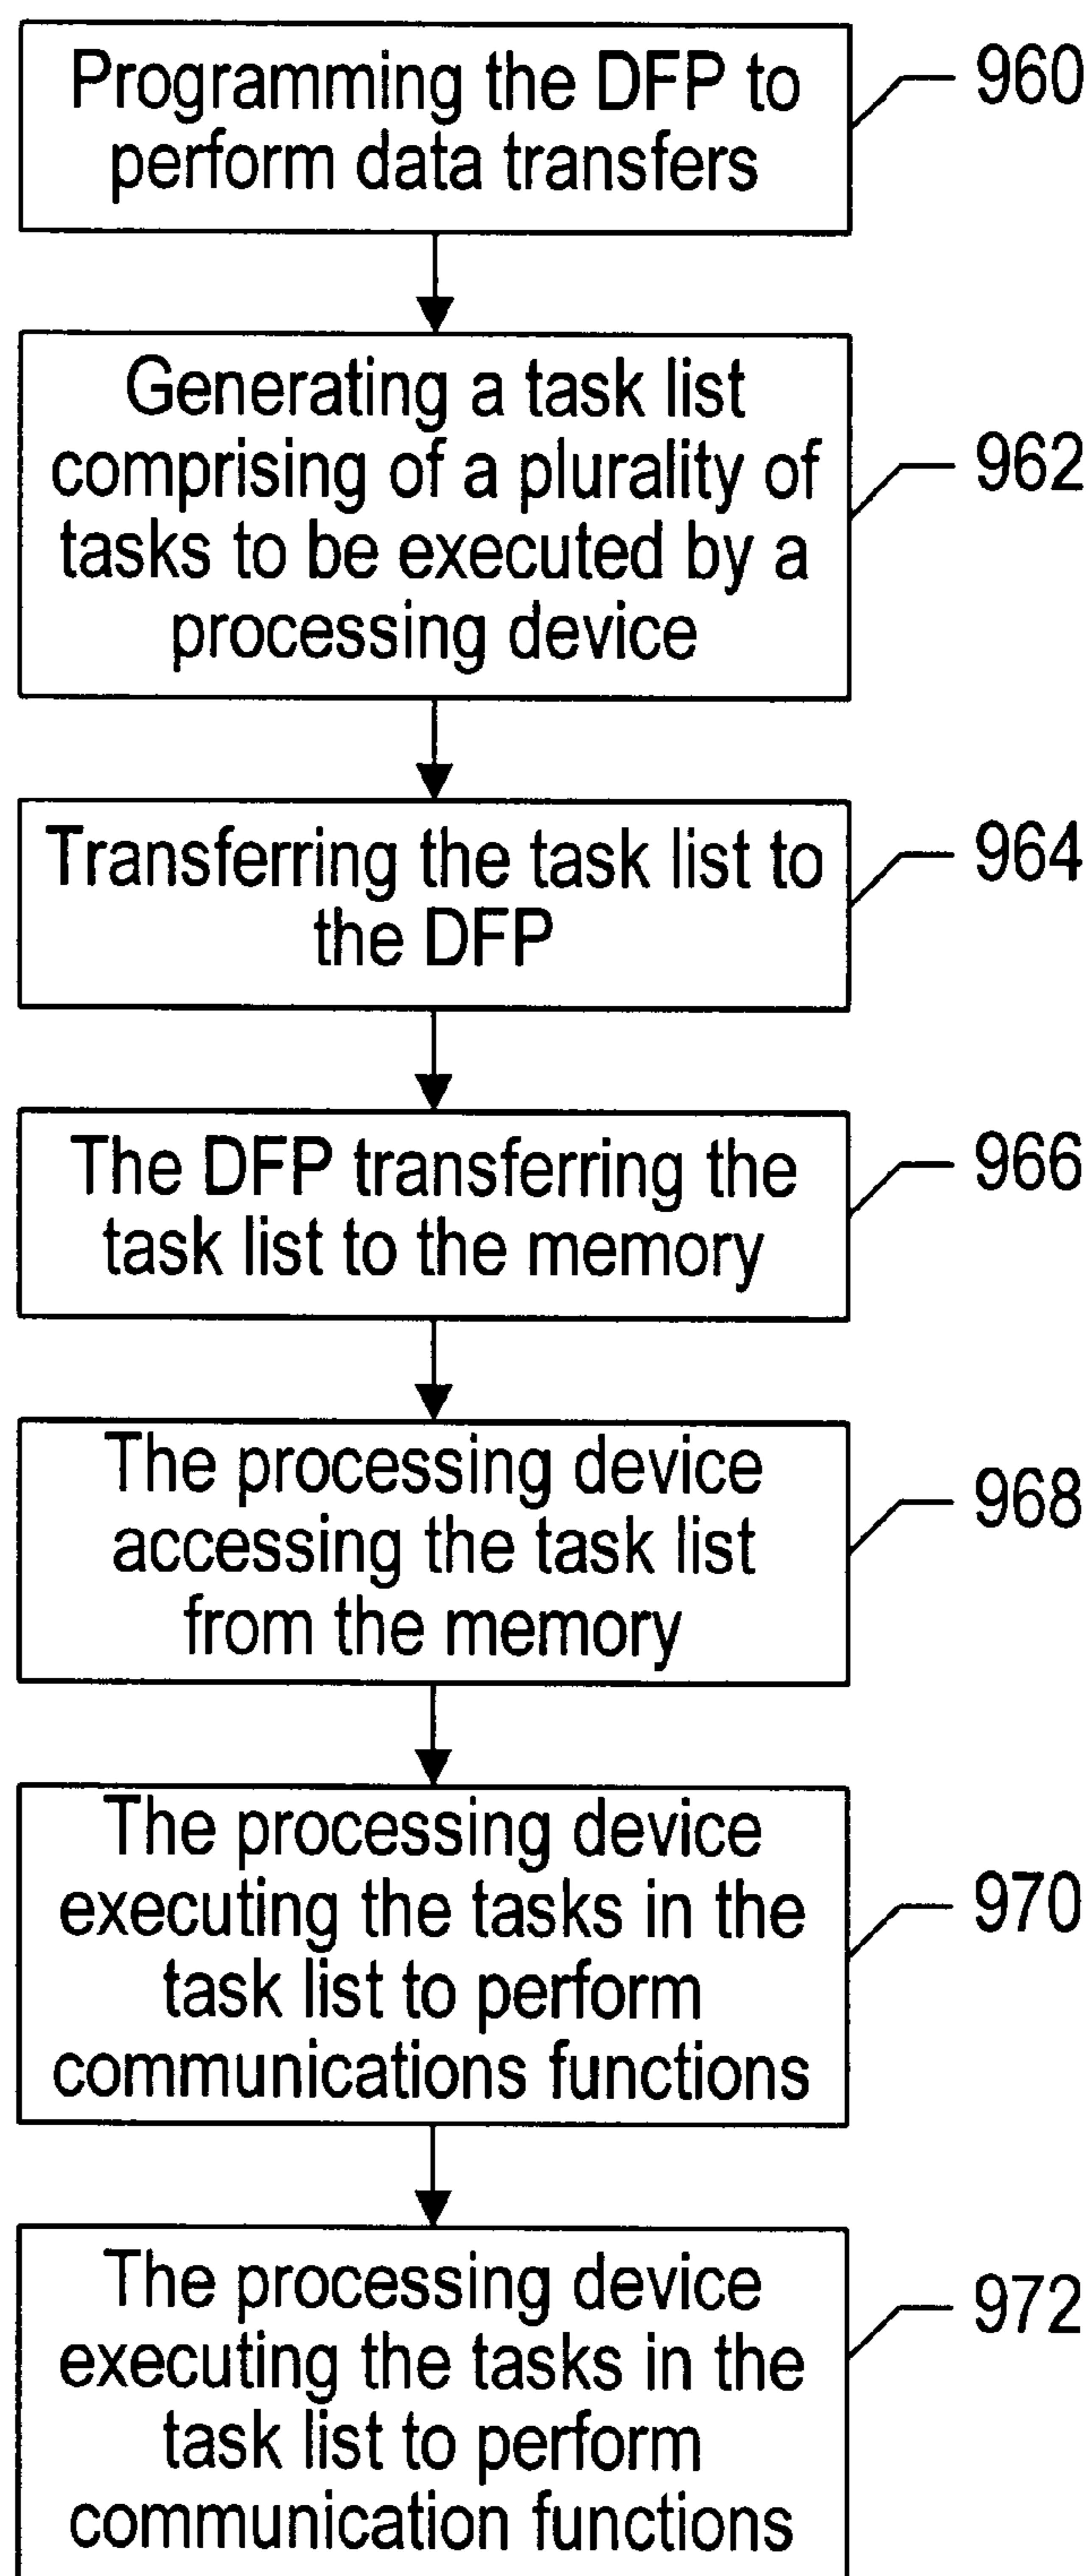 Programming the DFP to
perform data transfers
960
Generating a task list
comprising of a plurality of
tasks to be executed by a
processing device
962
Transferring the task list to
the DFP
964
The DFP transferring the
task list to the memory
966
The processing device
accessing the task list
from the memory
968
The processing device
executing the tasks in the
task list to perform
communications functions
970
The processing device
executing the tasks in the
task list to perform
communication functions
972